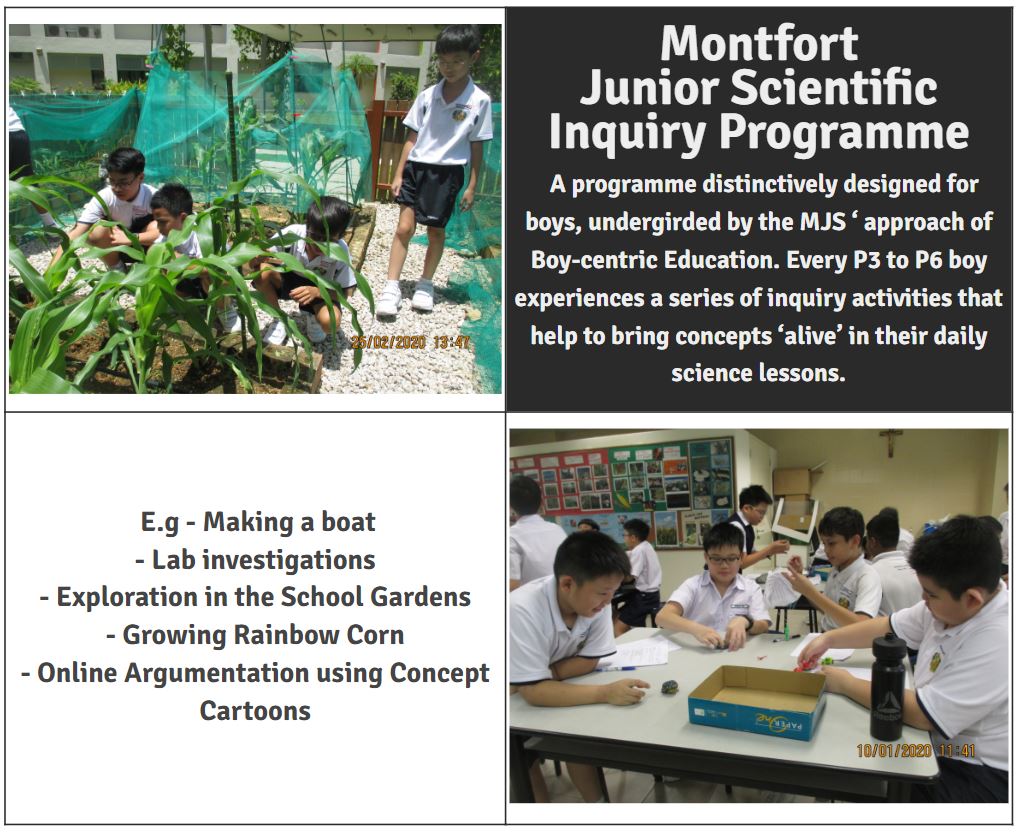 Montfort
Junior Scientific
Inquiry Programme
A programme distinctively designed for
boys, undergirded by the MJS ‘ approach of
Boy-centric Education. Every P3 to P6 boy
experiences a series of inquiry activities that
help to bring concepts ‘alive’ in their daily
science lessons.
25/02/2020 13:47
E.g - Making a boat
- Lab investigations
- Exploration in the School Gardens
- Growing Rainbow Corn
- Online Argumentation using Concept
Cartoons
PAPER One
Reebok
10/01/2020 11:41